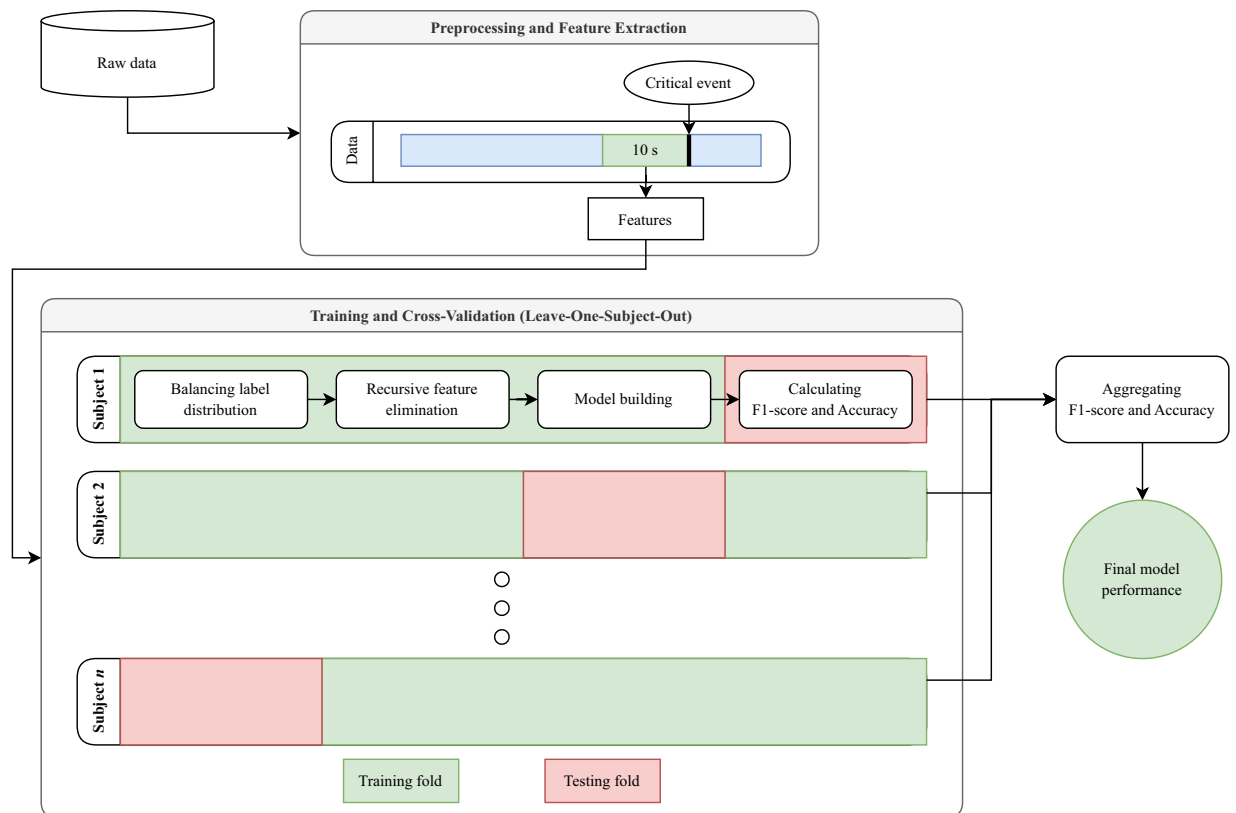 Preprocessing and Feature Extraction
Raw data
Critical event
Data
10 s
Features
Training and Cross-Validation (Leave-One-Subject-Out)
Subject 1
Balancing label
distribution
Recursive feature
elimination
Model building
Calculating
F1-score and Accuracy
Aggregating
F1-score and Accuracy
Subject 2
Final model
performance
Subject n
Training fold
Testing fold